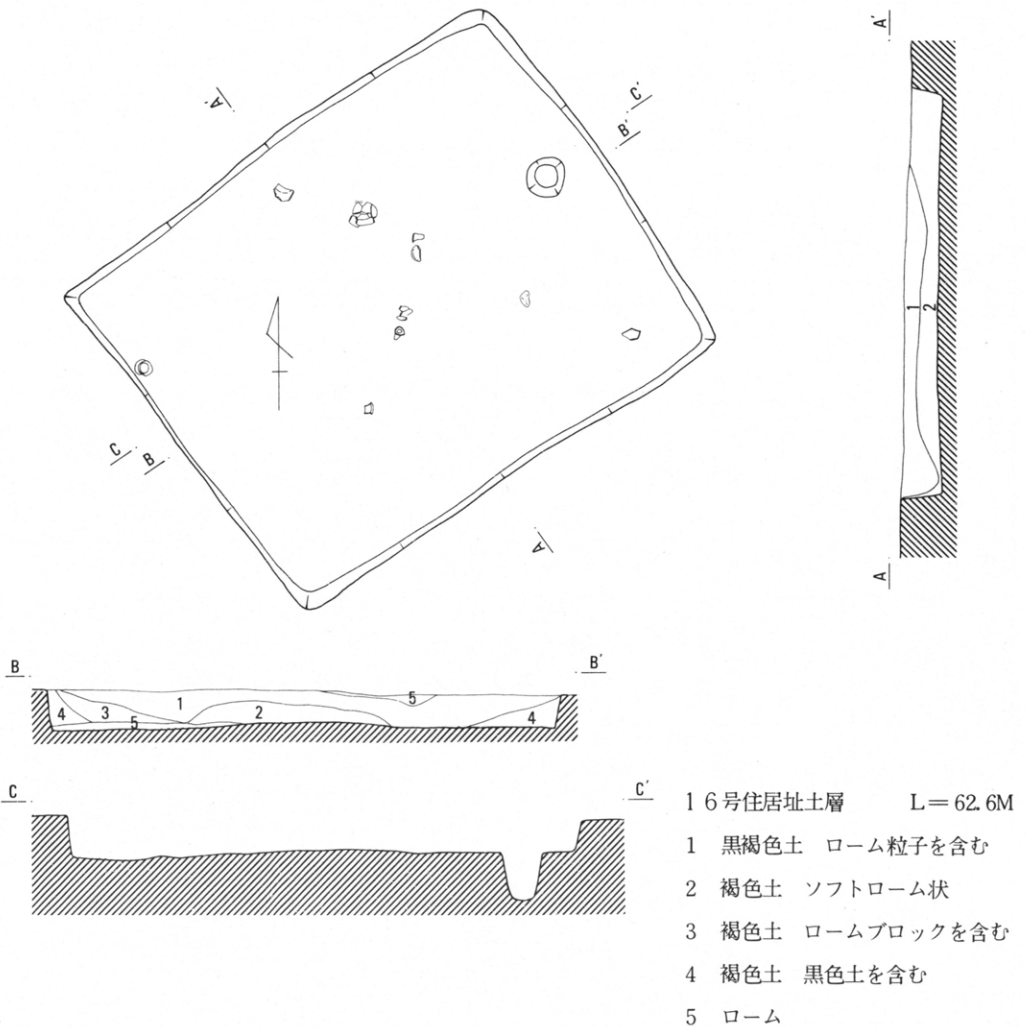 A'
C'
B'
A'
1 2
C
B
A
A
B
B'
1
5
4
3
2
4
5
C
C'
16号住居址土層 L=62.6M
1 黒褐色土 ローム粒子を含む
2 褐色土 ソフトローム状
3 褐色土 ロームブロックを含む
4 褐色土 黒色土を含む
5 ローム